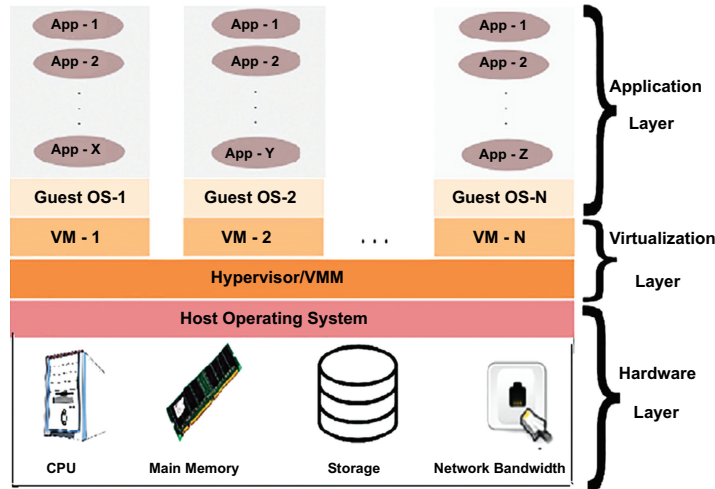 App - 1
App - 1
App - 1
App - 2
App - 2
App - 2
Application
Layer
App - X
App - Y
App - Z
Guest OS-1
Guest OS-2
Guest OS-N
VM - 1
VM - 2
. . .
VM - N
Virtualization
Layer
Hypervisor/VMM
Host Operating System
Hardware
Layer
CPU
Main Memory
Storage
Network Bandwidth